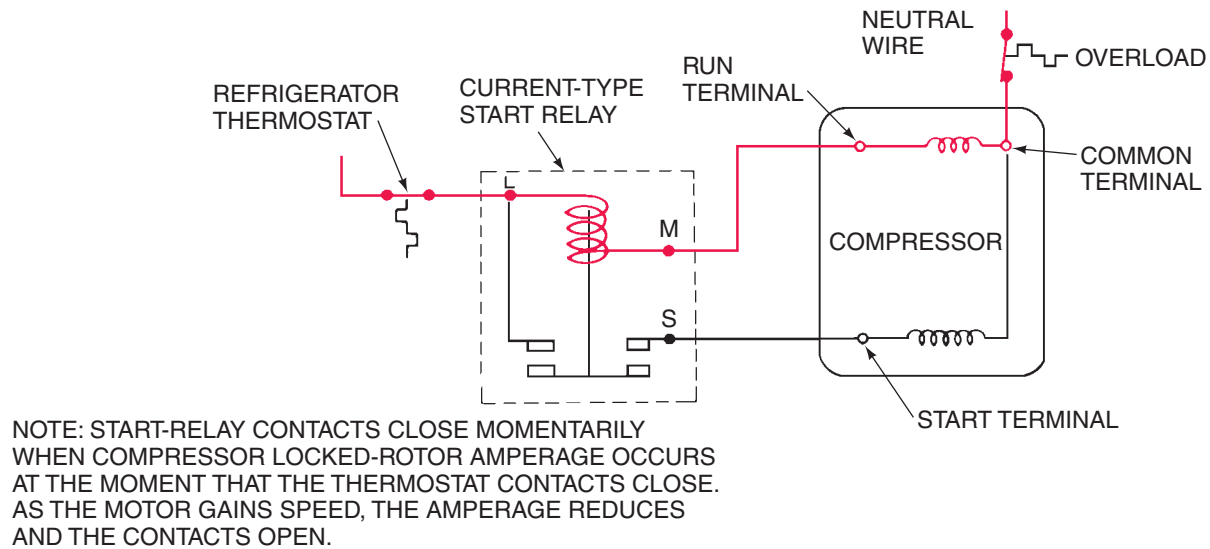 NEUTRAL
WIRE
OVERLOAD
RUN
TERMINAL
REFRIGERATOR
THERMOSTAT
CURRENT-TYPE
START RELAY
COMMON
TERMINAL
L
M
COMPRESSOR
S
START TERMINAL
NOTE: START-RELAY CONTACTS CLOSE MOMENTARILY
WHEN COMPRESSOR LOCKED-ROTOR AMPERAGE OCCURS
AT THE MOMENT THAT THE THERMOSTAT CONTACTS CLOSE.
AS THE MOTOR GAINS SPEED, THE AMPERAGE REDUCES
AND THE CONTACTS OPEN.